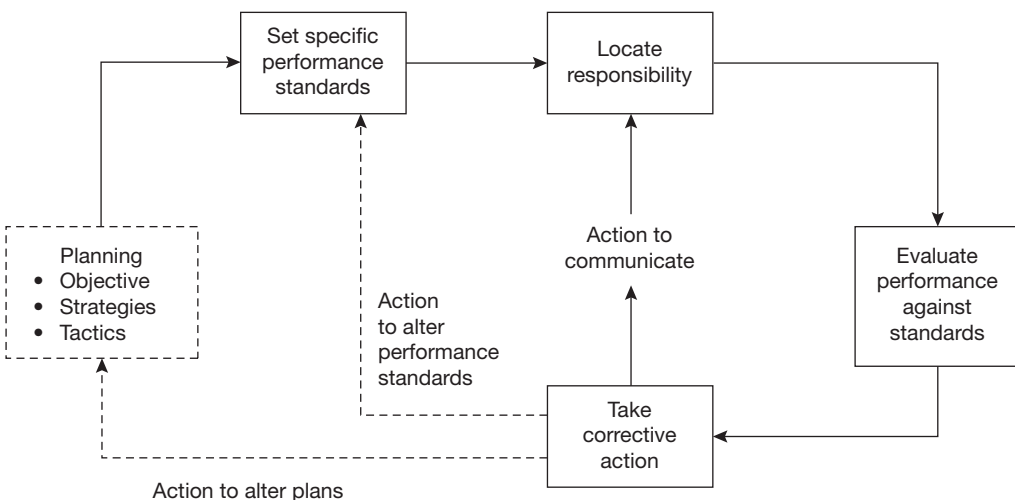 Set specific
performance
standards
Locate
responsibility
Planning
• Objective
• Strategies
• Tactics
Action to
communicate
Evaluate
performance
against
standards
Action
to alter
performance
standards
Take
corrective
action
Action to alter plans